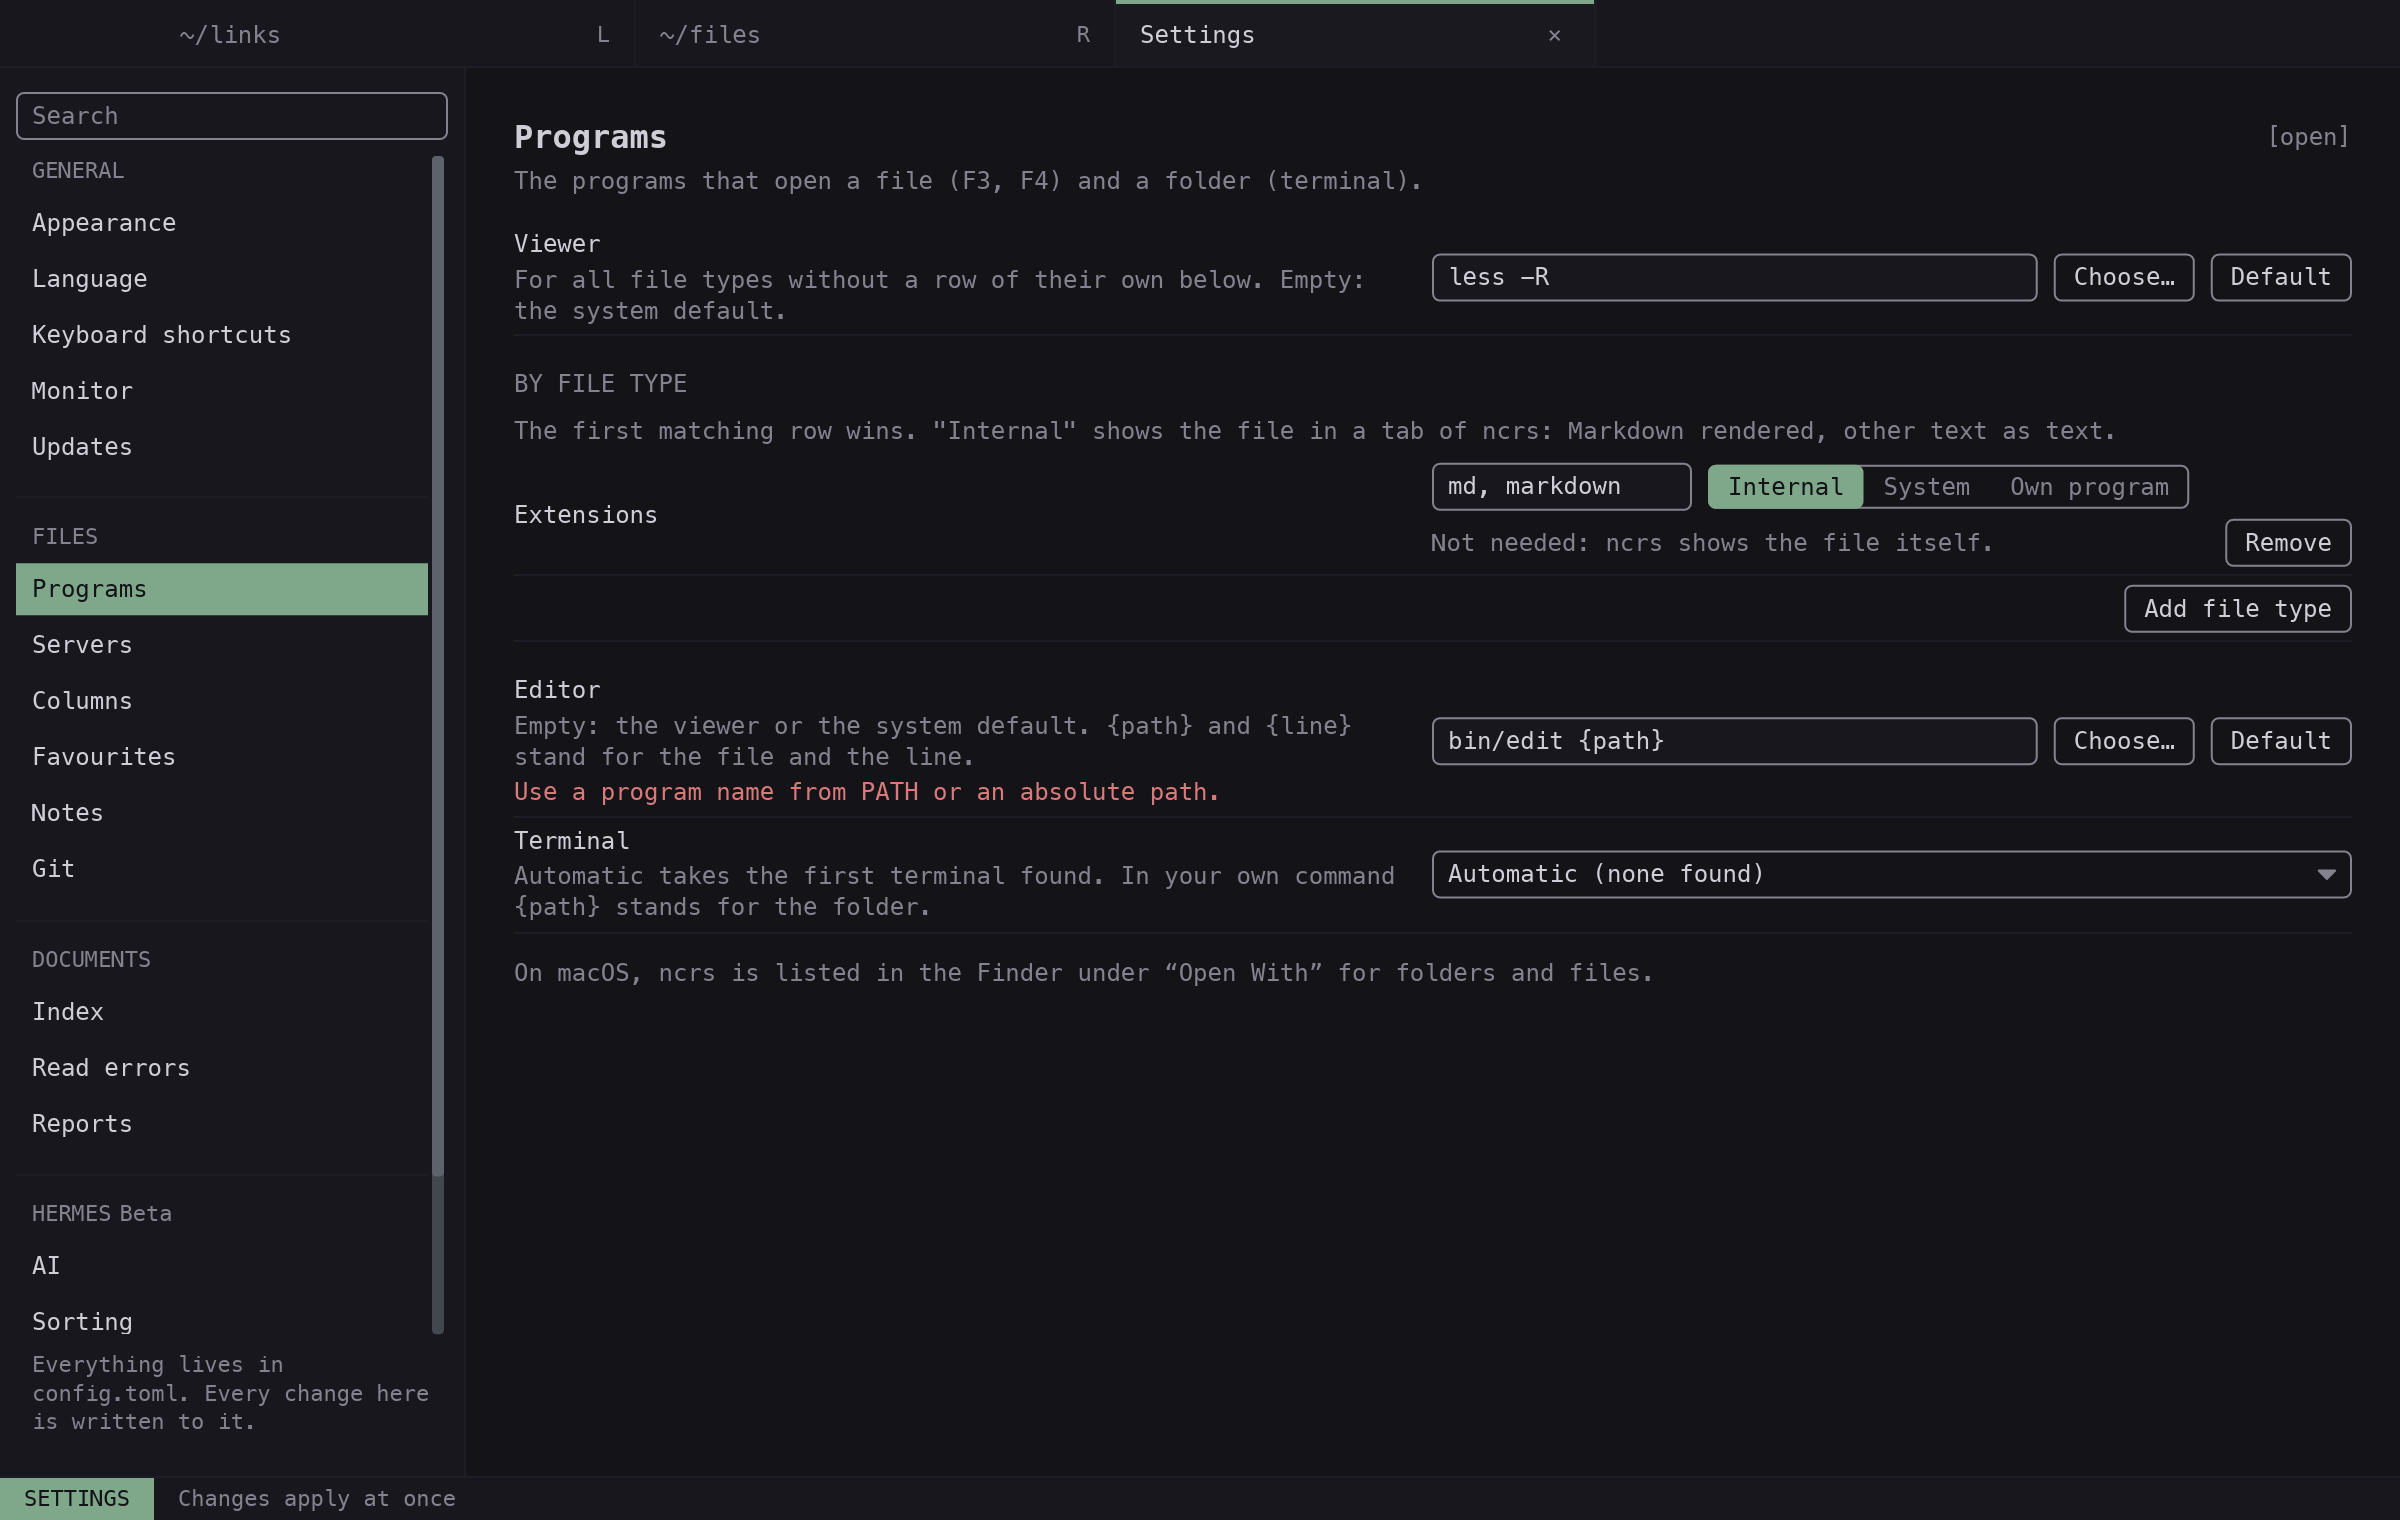 ~/links L ~/files R Settings ×
Search
GENERAL
Appearance
Language
Keyboard shortcuts
Monitor
Updates
FILES
Programs
Servers
Columns
Favourites
Notes
Git
DOCUMENTS
Index
Read errors
Reports
HERMES Beta
AI
Sorting
Everything lives in
config.toml. Every change here
is written to it.
Programs [open]
The programs that open a file (F3, F4) and a folder (terminal).
Viewer
For all file types without a row of their own below. Empty:
the system default.
less -R Choose… Default
BY FILE TYPE
The first matching row wins. "Internal" shows the file in a tab of ncrs: Markdown rendered, other text as text.
Extensions
md, markdown Internal System Own program
Not needed: ncrs shows the file itself. Remove
Add file type
Editor
Empty: the viewer or the system default. {path} and {line}
stand for the file and the line.
Use a program name from PATH or an absolute path.
bin/edit {path} Choose… Default
Terminal
Automatic takes the first terminal found. In your own command
{path} stands for the folder.
Automatic (none found)
On macOS, ncrs is listed in the Finder under “Open With” for folders and files.
SETTINGS Changes apply at once